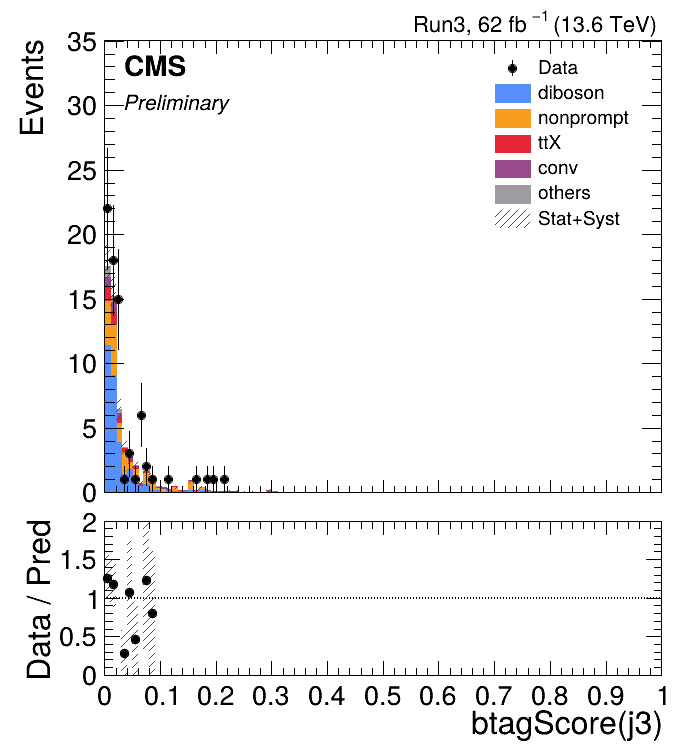 Run3, 62 fb⁻¹ (13.6 TeV)
Events
35
30
25
20
15
10
5
0
CMS
Preliminary
Data
diboson
nonprompt
ttX
conv
others
Stat+Syst
Data / Pred
2
1.5
1
0.5
0
0 0.1 0.2 0.3 0.4 0.5 0.6 0.7 0.8 0.9 1
btagScore(j3)